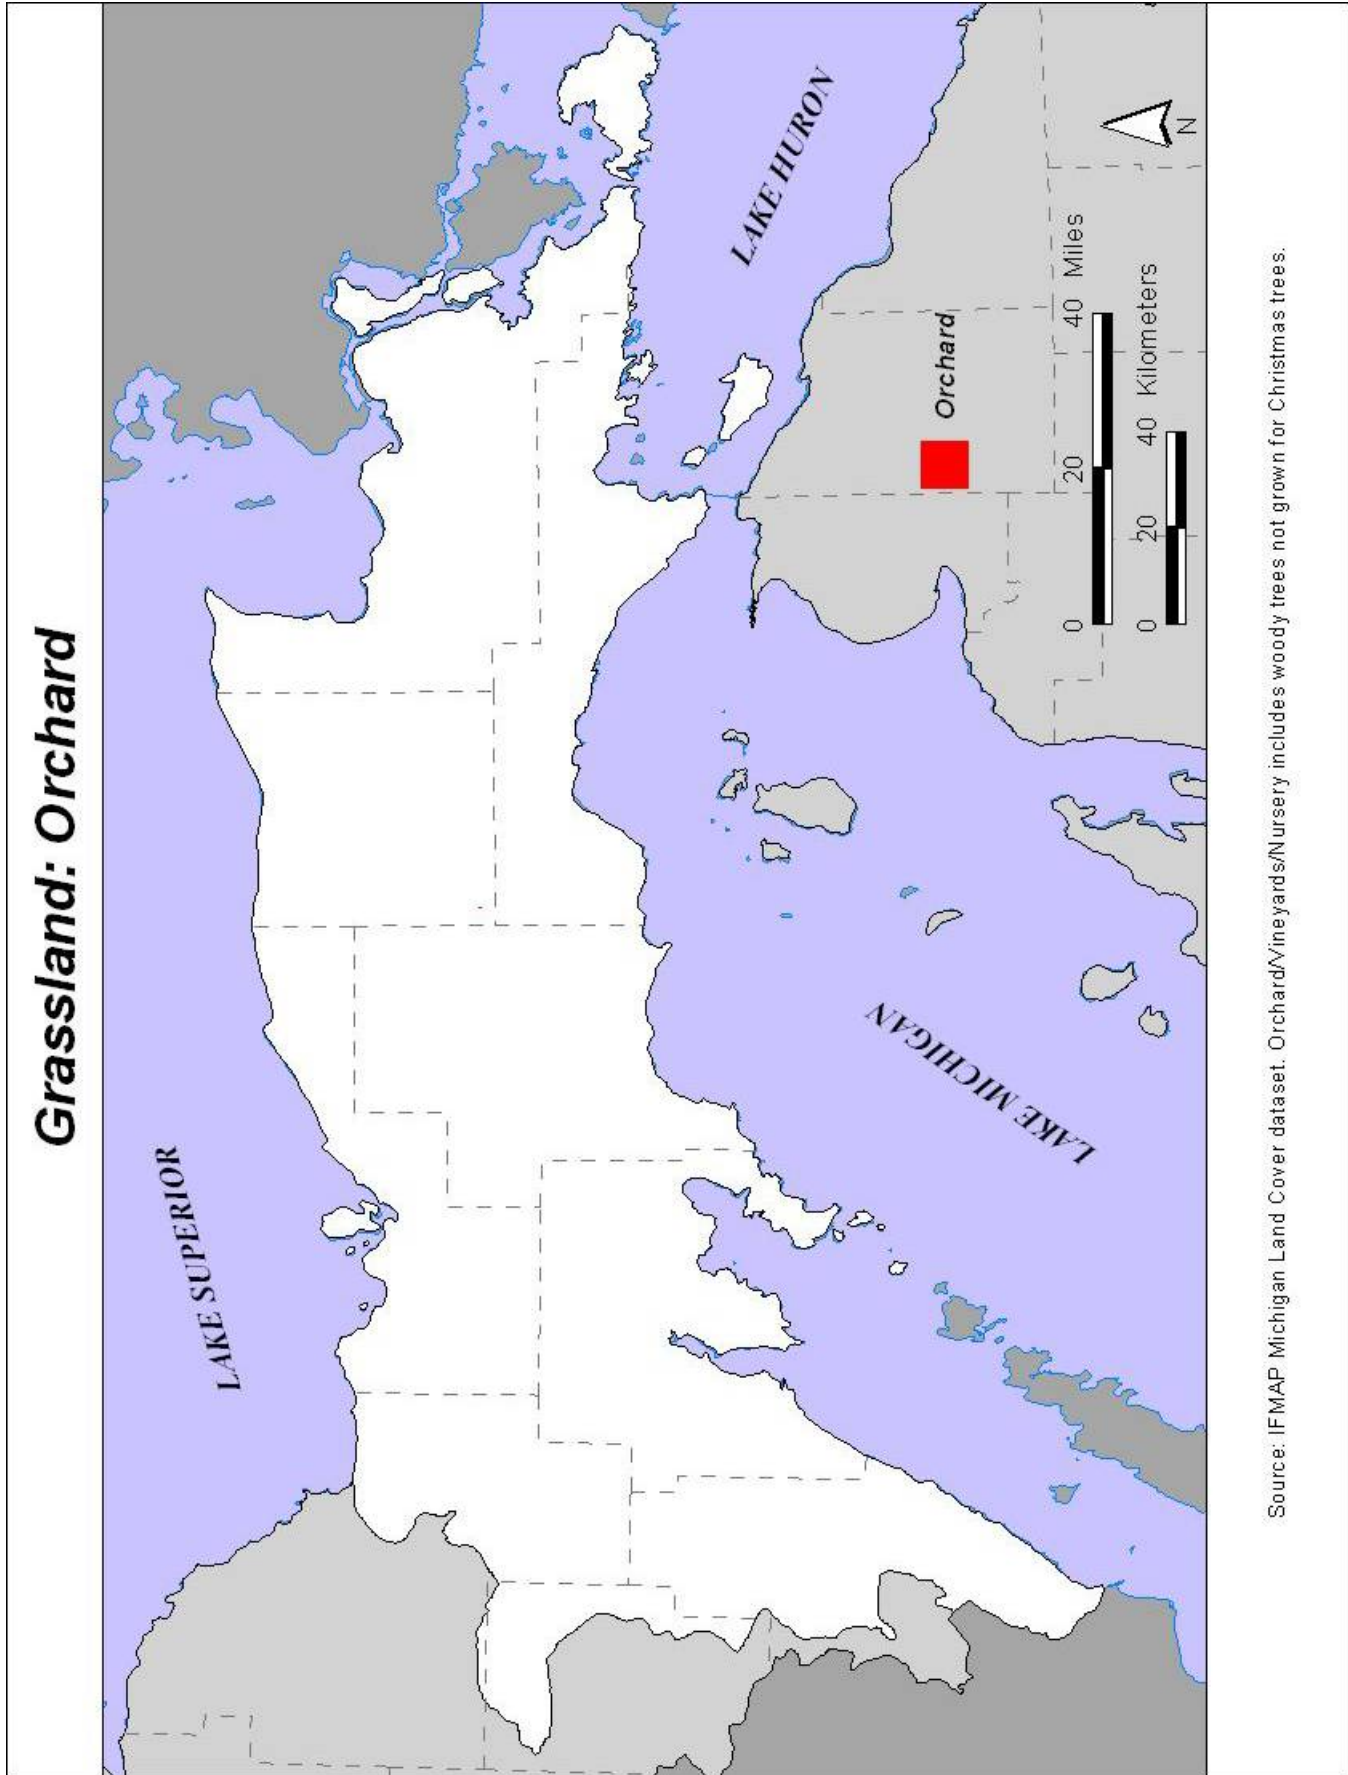 Grassland: Orchard
LAKE SUPERIOR
LAKE HURON
LAKE MICHIGAN
Orchard
0 20 40 Miles
0 20 40 Kilometers
N
Source: IFMAP Michigan Land Cover dataset. Orchard/Vineyards/Nursery includes woody trees not grown for Christmas trees.